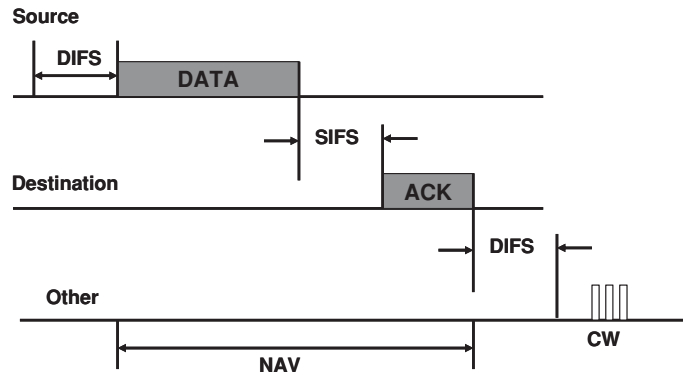 Source
DIFS
DATA
SIFS
Destination
ACK
DIFS
Other
CW
NAV